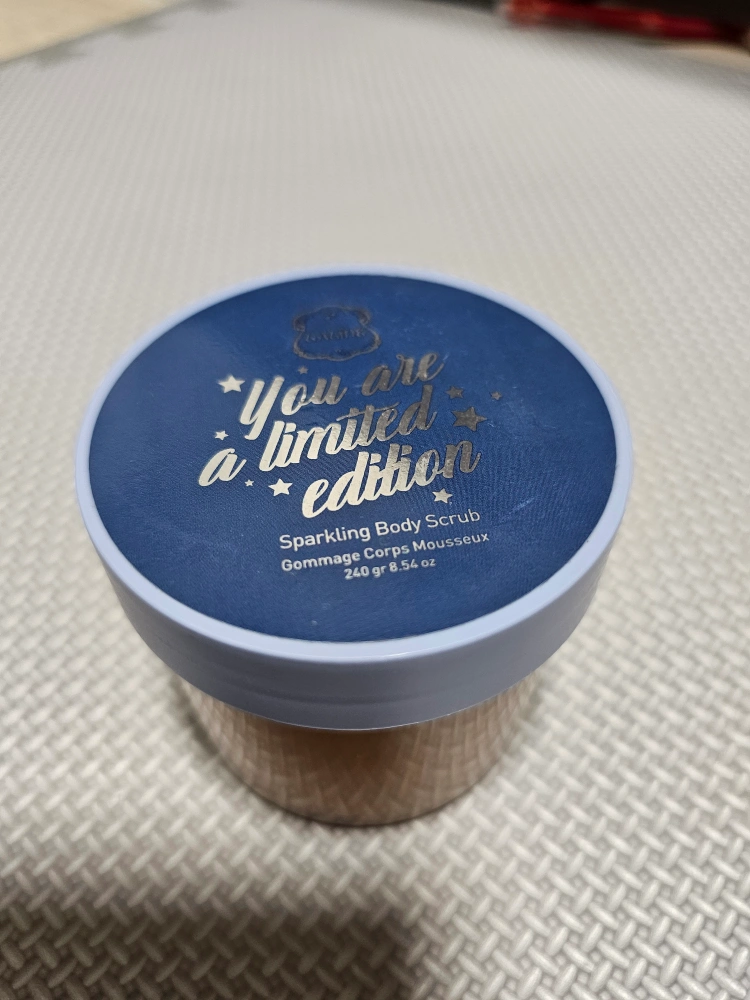 You are
a limited
edition
Sparkling Body Scrub
Gommage Corps Mousseux
240 gr 8.54 oz